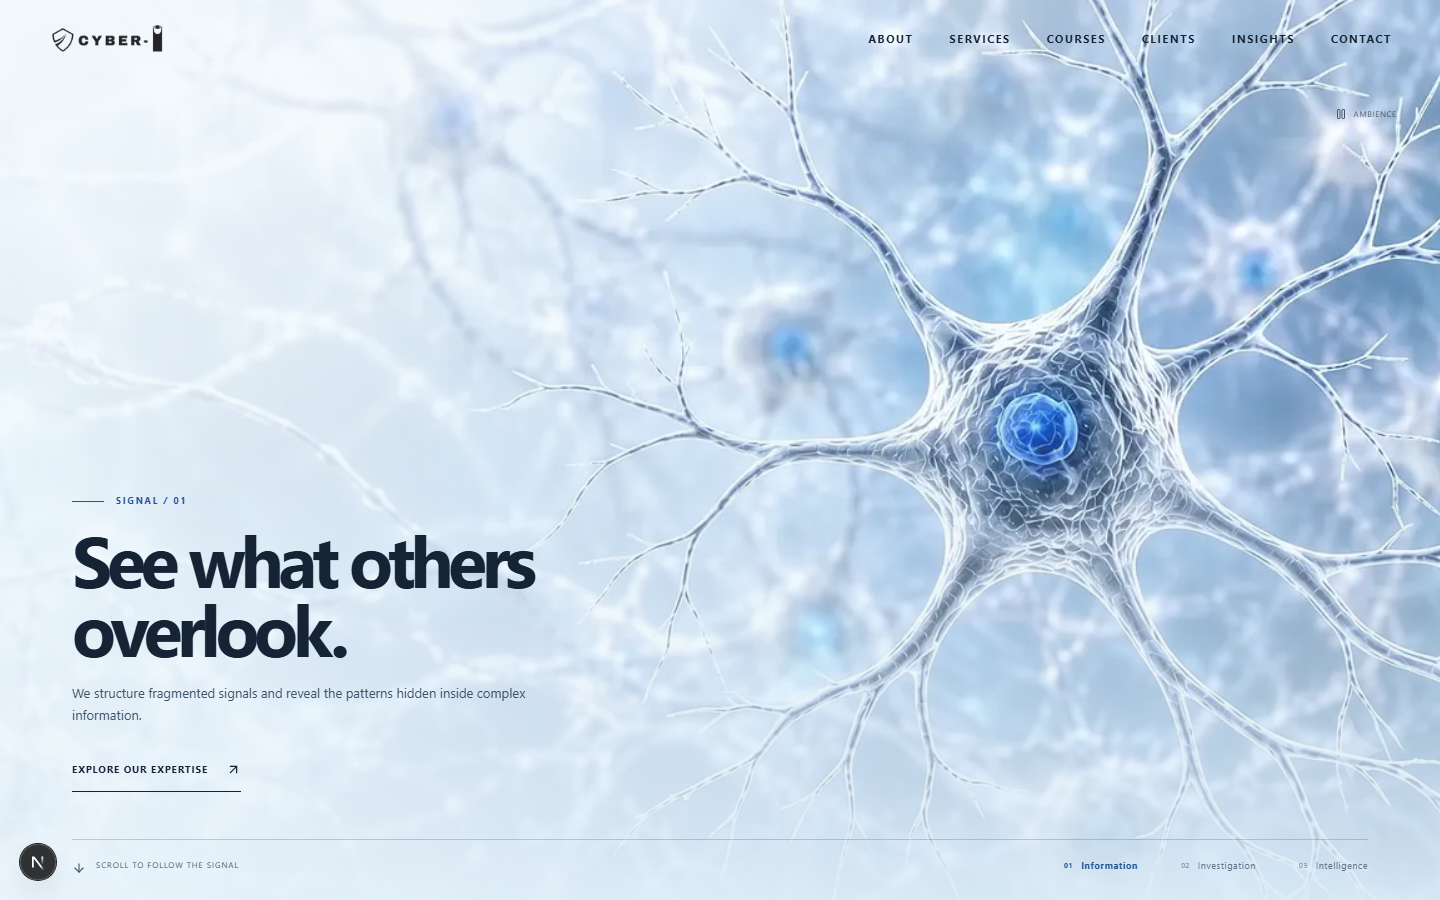 CYBER-i
ABOUT SERVICES COURSES CLIENTS INSIGHTS CONTACT
AMBIENCE
SIGNAL / 01
See what others
overlook.
We structure fragmented signals and reveal the patterns hidden inside complex
information.
EXPLORE OUR EXPERTISE
N
SCROLL TO FOLLOW THE SIGNAL
01 Information 02 Investigation 03 Intelligence